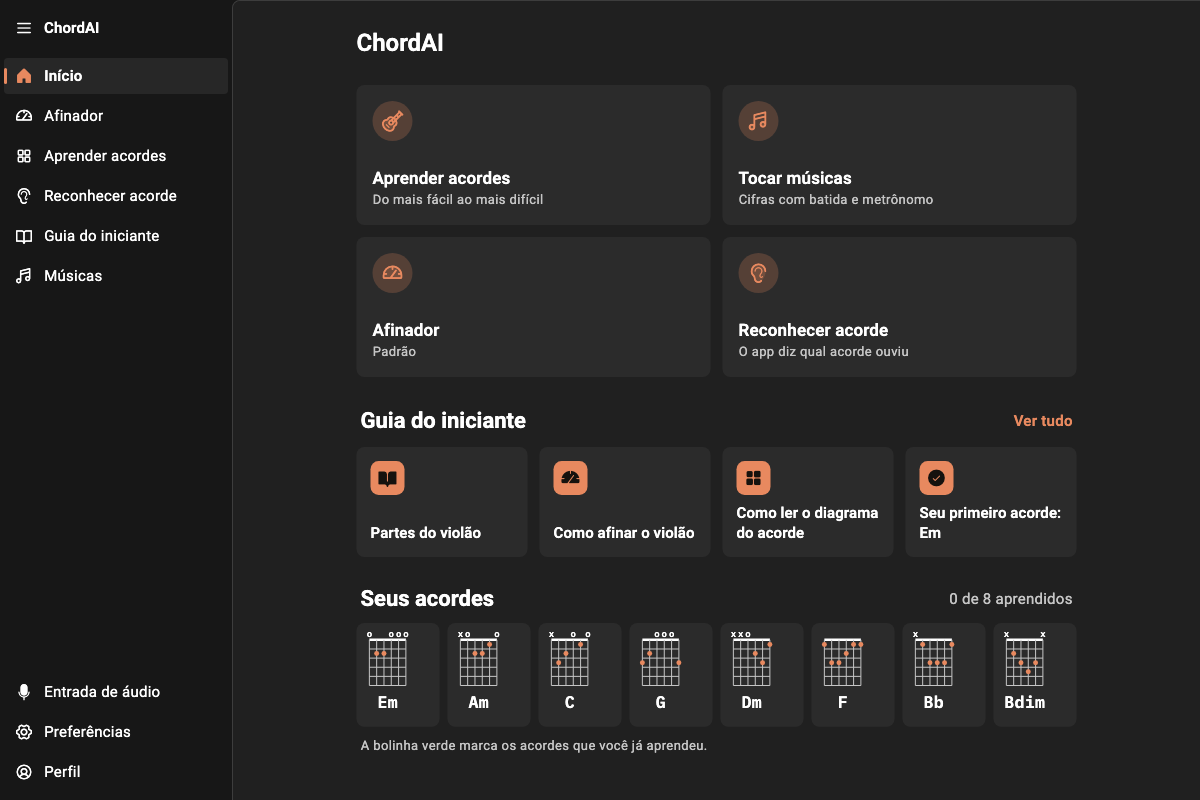 ChordAI
Início
Afinador
Aprender acordes
Reconhecer acorde
Guia do iniciante
Músicas
Entrada de áudio
Preferências
Perfil
ChordAI
Aprender acordes
Do mais fácil ao mais difícil
Tocar músicas
Cifras com batida e metrônomo
Afinador
Padrão
Reconhecer acorde
O app diz qual acorde ouviu
Guia do iniciante
Ver tudo
Partes do violão
Como afinar o violão
Como ler o diagrama
do acorde
Seu primeiro acorde:
Em
Seus acordes
0 de 8 aprendidos
o ooo
xo o
x o o
ooo
xxo
x
x x
Em Am C G Dm F Bb Bdim
A bolinha verde marca os acordes que você já aprendeu.